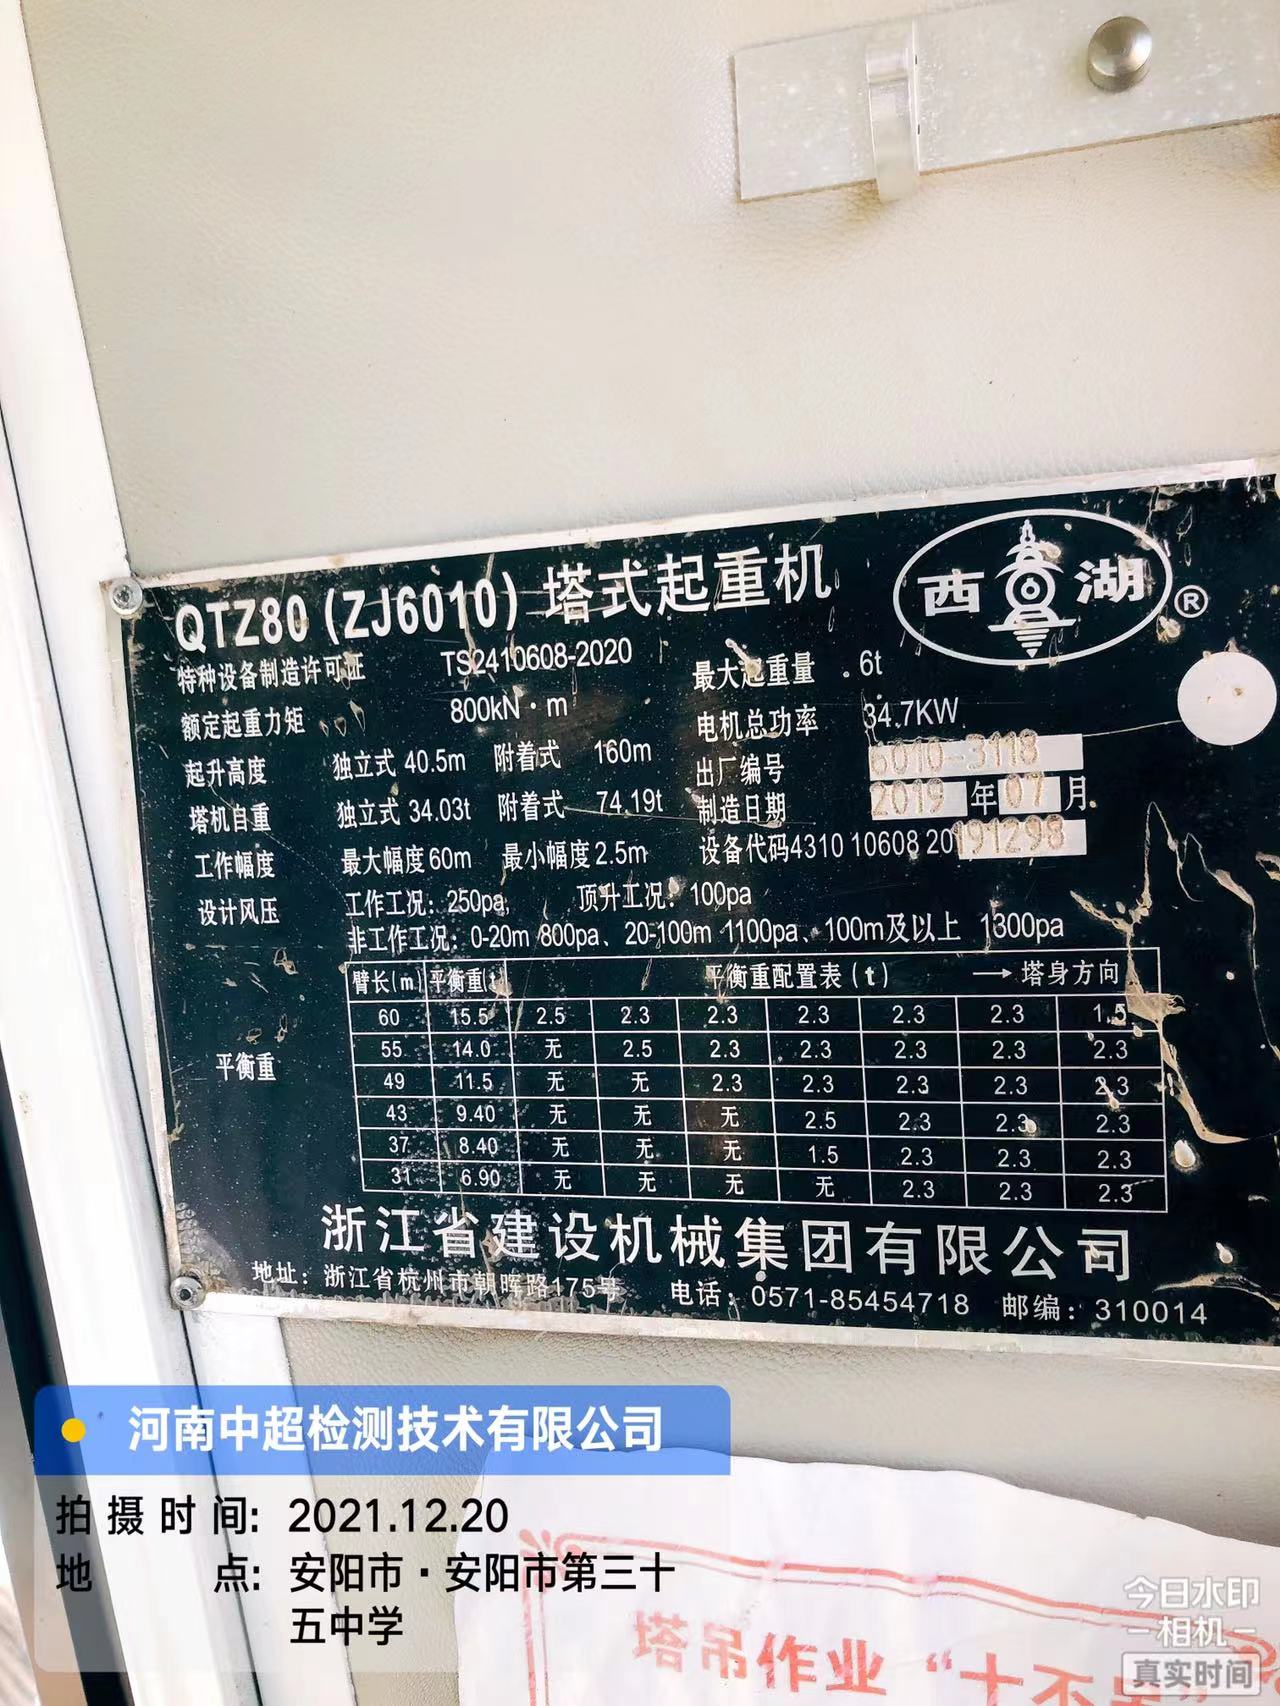 西湖®
QTZ80(ZJ6010)塔式起重机
特种设备制造许可证 TS2410608-2020 最大起重量 6t
额定起重力矩 800kN·m 电机总功率 34.7KW
起升高度 独立式 40.5m 附着式 160m 出厂编号 6010-3118
塔机自重 独立式 34.03t 附着式 74.19t 制造日期 2019年07月
工作幅度 最大幅度60m 最小幅度2.5m 设备代码4310 10608 20191298
设计风压 工作工况:250pa, 顶升工况:100pa
非工作工况:0-20m 800pa、20-100m 1100pa、100m及以上 1300pa
平衡重
臂长(m) 平衡重(t) 平衡重配置表(t) →塔身方向
60 15.5 2.5 2.3 2.3 2.3 2.3 2.3 1.5
55 14.0 无 2.5 2.3 2.3 2.3 2.3 2.3
49 11.5 无 无 2.3 2.3 2.3 2.3 2.3
43 9.40 无 无 无 2.5 2.3 2.3 2.3
37 8.40 无 无 无 1.5 2.3 2.3 2.3
31 6.90 无 无 无 无 2.3 2.3 2.3
浙江省建设机械集团有限公司
地址:浙江省杭州市朝晖路175号 电话:0571-85454718 邮编:310014
河南中超检测技术有限公司
拍摄时间: 2021.12.20
地点: 安阳市·安阳市第三十
五中学
塔吊作业“十不
今日水印
-相机-
真实时间